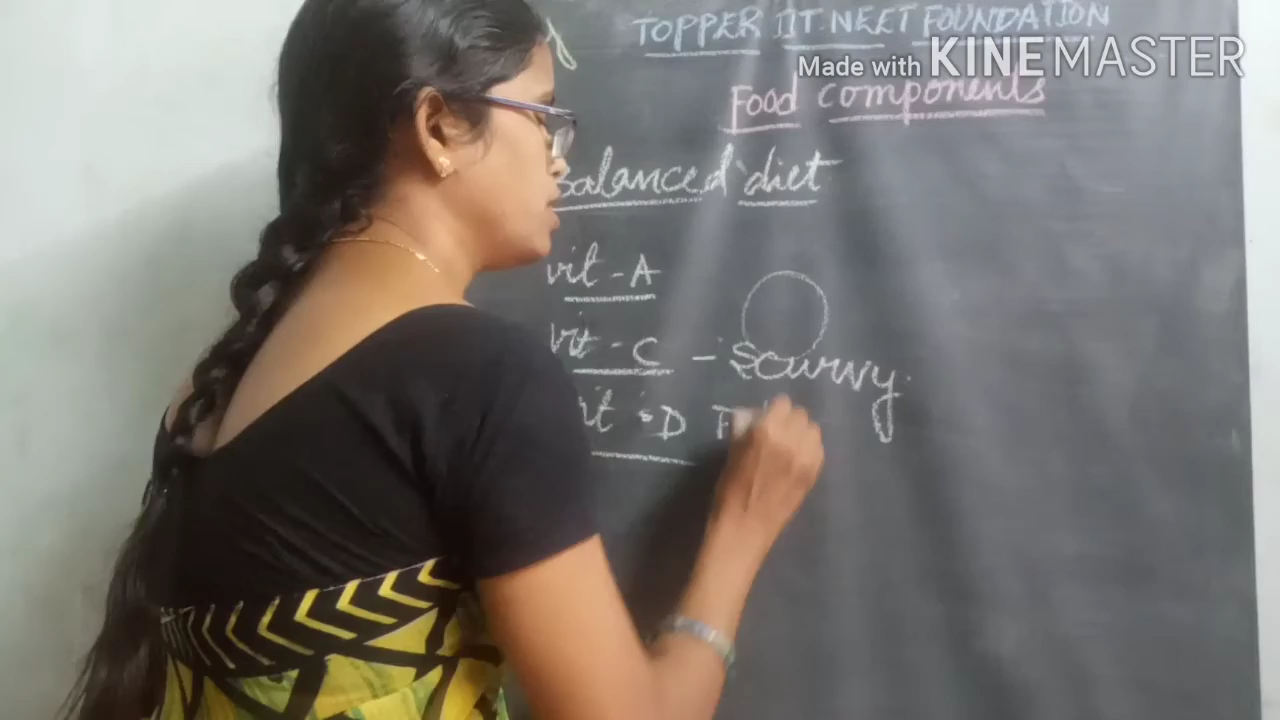 TOPPER IIT NEET FOUNDATION
Made with KINEMASTER
Food components
Balanced diet
vit - A
vit - C - Scurvy.
vit - D